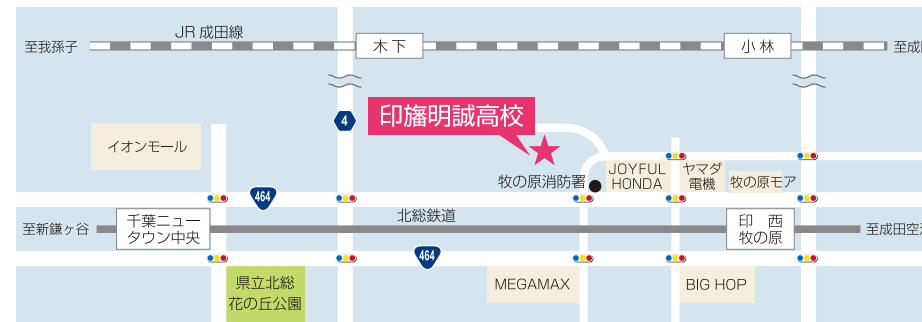 JR 成田線
至我孫子
木下
小林
至成
4
印旛明誠高校
イオンモール
牧の原消防署
JOYFUL
HONDA
ヤマダ
電機
牧の原モア
464
至新鎌ヶ谷
千葉ニュー
タウン中央
北総鉄道
印 西
牧の原
至成田空
464
県立北総
花の丘公園
MEGAMAX
BIG HOP